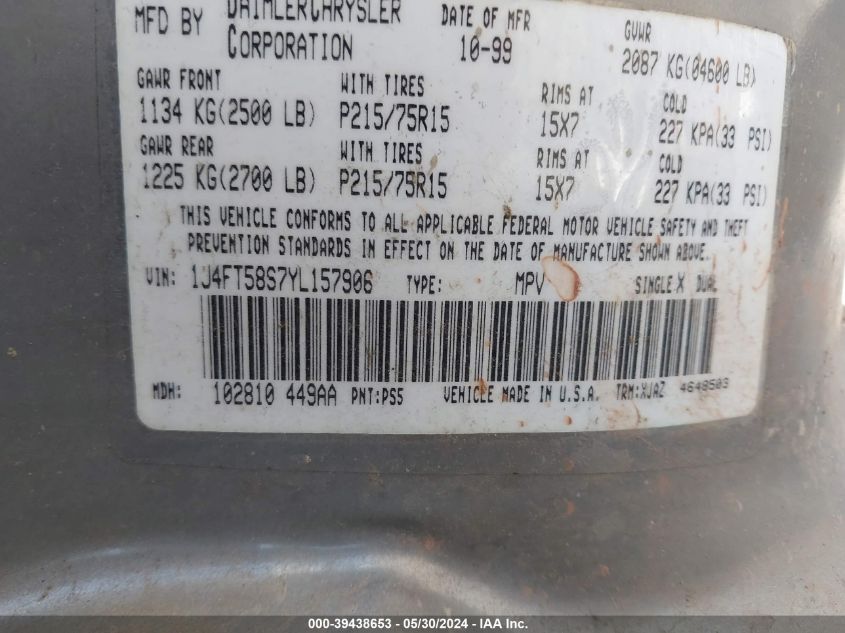 MFD BY DAIMLERCHRYSLER CORPORATION DATE OF MFR 10-99 GVWR 2087 KG(04600 LB)
GAWR FRONT WITH TIRES RIMS AT COLD
1134 KG(2500 LB) P215/75R15 15X7 227 KPA(33 PSI)
GAWR REAR WITH TIRES RIMS AT COLD
1225 KG(2700 LB) P215/75R15 15X7 227 KPA(33 PSI)
THIS VEHICLE CONFORMS TO ALL APPLICABLE FEDERAL MOTOR VEHICLE SAFETY AND THEFT
PREVENTION STANDARDS IN EFFECT ON THE DATE OF MANUFACTURE SHOWN ABOVE.
VIN: 1J4FT58S7YL157906 TYPE: MPV SINGLE X DUAL
MDH: 102810 449AA PNT:PS5 VEHICLE MADE IN U.S.A. TRM:XJAZ 4648503
000-39438653 - 05/30/2024 - IAAI - Copart - Inc.